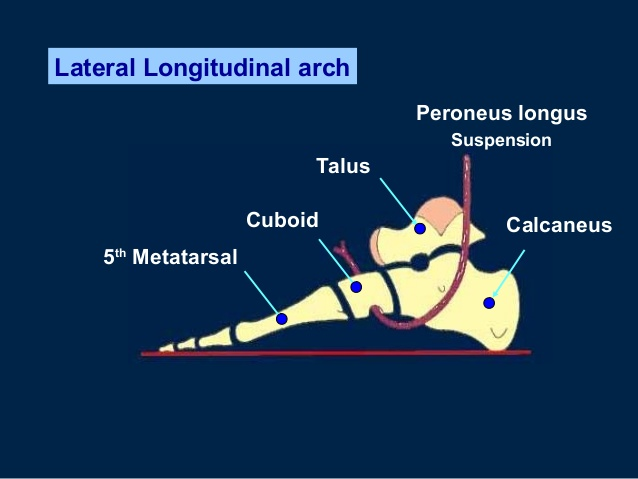 Lateral Longitudinal arch
Peroneus longus
Suspension
Talus
Cuboid
Calcaneus
5th Metatarsal